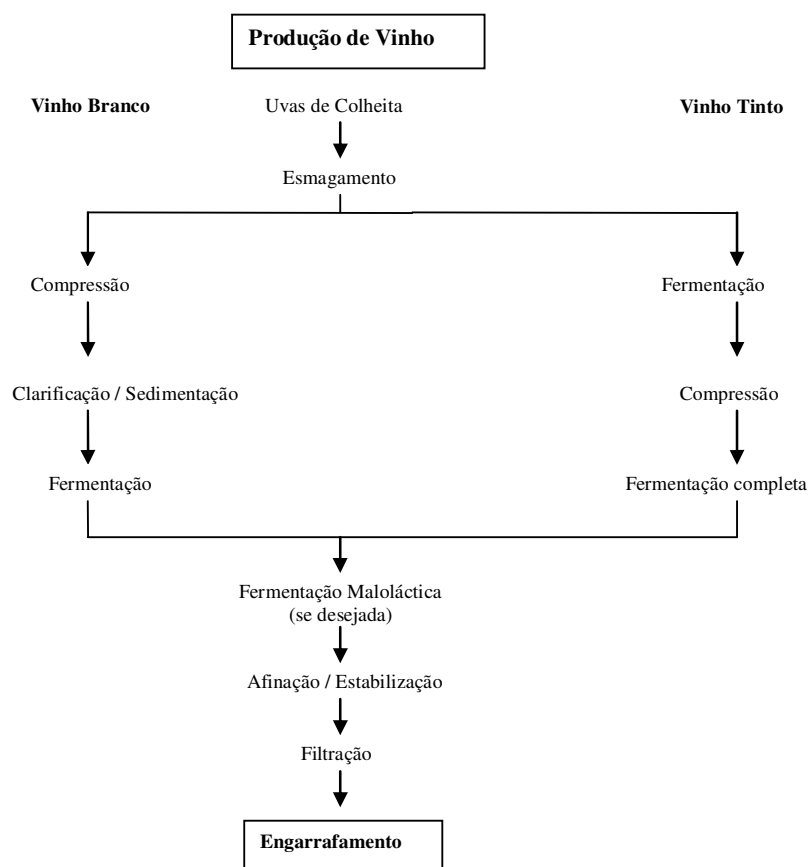 Produção de Vinho
Vinho Branco
Uvas de Colheita
Vinho Tinto
Esmagamento
Compressão
Fermentação
Clarificação / Sedimentação
Compressão
Fermentação
Fermentação completa
Fermentação Maloláctica
(se desejada)
Afinação / Estabilização
Filtração
Engarrafamento